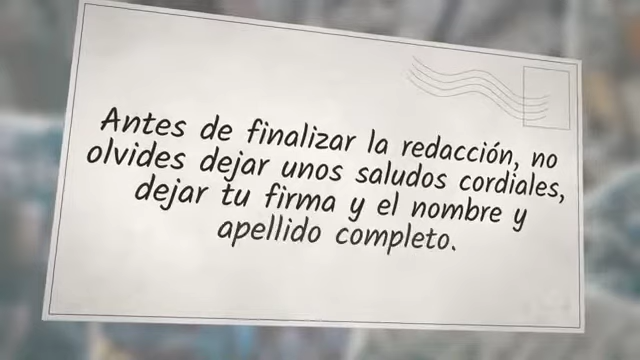 Antes de finalizar la redacción, no
olvides dejar unos saludos cordiales,
dejar tu firma y el nombre y
apellido completo.